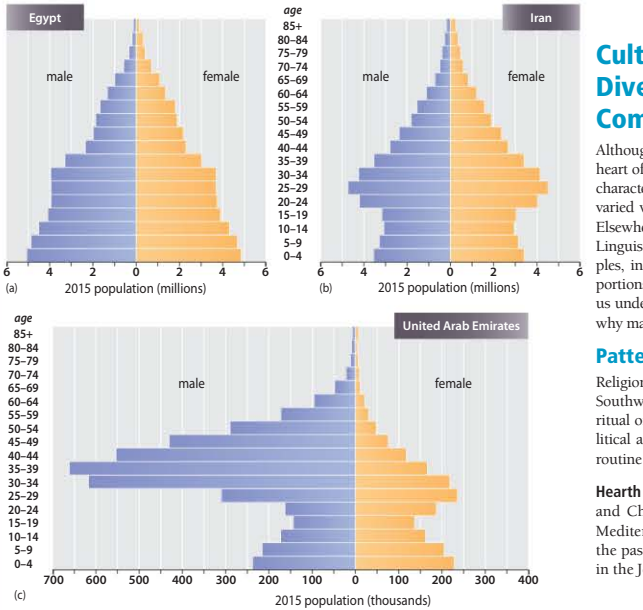 Egypt
age
85+
80–84
75–79
70–74
65–69
60–64
55–59
50–54
45–49
40–44
35–39
30–34
25–29
20–24
15–19
10–14
5–9
0–4
male
female
6 4 2 0 2 4 6
(a)
2015 population (millions)
Iran
male
female
6 4 2 0 2 4 6
(b)
2015 population (millions)
age
85+
80–84
75–79
70–74
65–69
60–64
55–59
50–54
45–49
40–44
35–39
30–34
25–29
20–24
15–19
10–14
5–9
0–4
United Arab Emirates
male
female
700 600 500 400 300 200 100 0 100 200 300 400
(c)
2015 population (thousands)
Cult
Dive
Com
Althoug
heart of
characte
varied v
Elsewhe
Linguis
ples, in
portion
us unde
why ma
Patte
Religion
Southw
ritual o
litical a
routine
Hearth
and Ch
Mediter
the pas
in the J